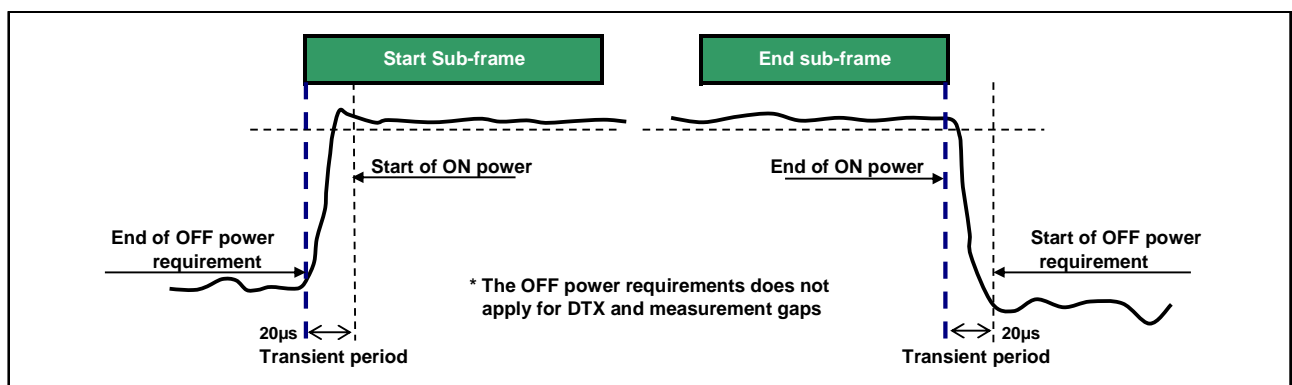 Start Sub-frame
End sub-frame
Start of ON power
End of ON power
End of OFF power
requirement
Start of OFF power
requirement
* The OFF power requirements does not
apply for DTX and measurement gaps
20µs
Transient period
20µs
Transient period